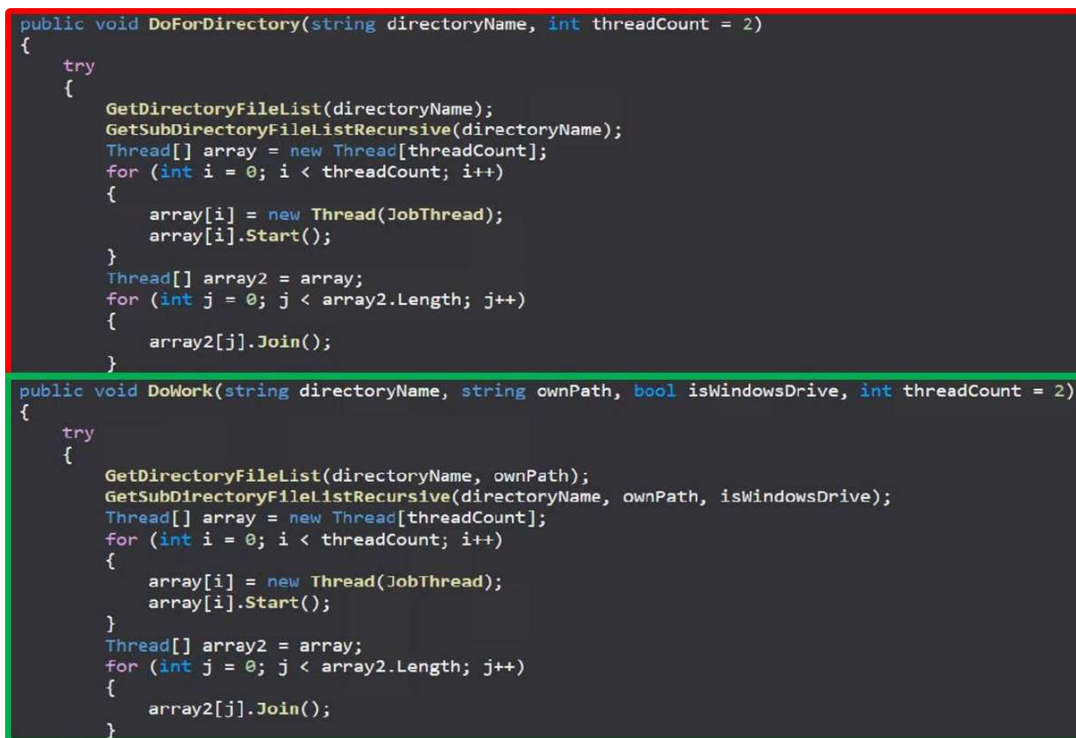 public void DoForDirectory(string directoryName, int threadCount = 2)
{
    try
    {
        GetDirectoryFileList(directoryName);
        GetSubDirectoryFileListRecursive(directoryName);
        Thread[] array = new Thread[threadCount];
        for (int i = 0; i < threadCount; i++)
        {
            array[i] = new Thread(JobThread);
            array[i].Start();
        }
        Thread[] array2 = array;
        for (int j = 0; j < array2.Length; j++)
        {
            array2[j].Join();
        }
public void DoWork(string directoryName, string ownPath, bool isWindowsDrive, int threadCount = 2)
{
    try
    {
        GetDirectoryFileList(directoryName, ownPath);
        GetSubDirectoryFileListRecursive(directoryName, ownPath, isWindowsDrive);
        Thread[] array = new Thread[threadCount];
        for (int i = 0; i < threadCount; i++)
        {
            array[i] = new Thread(JobThread);
            array[i].Start();
        }
        Thread[] array2 = array;
        for (int j = 0; j < array2.Length; j++)
        {
            array2[j].Join();
        }